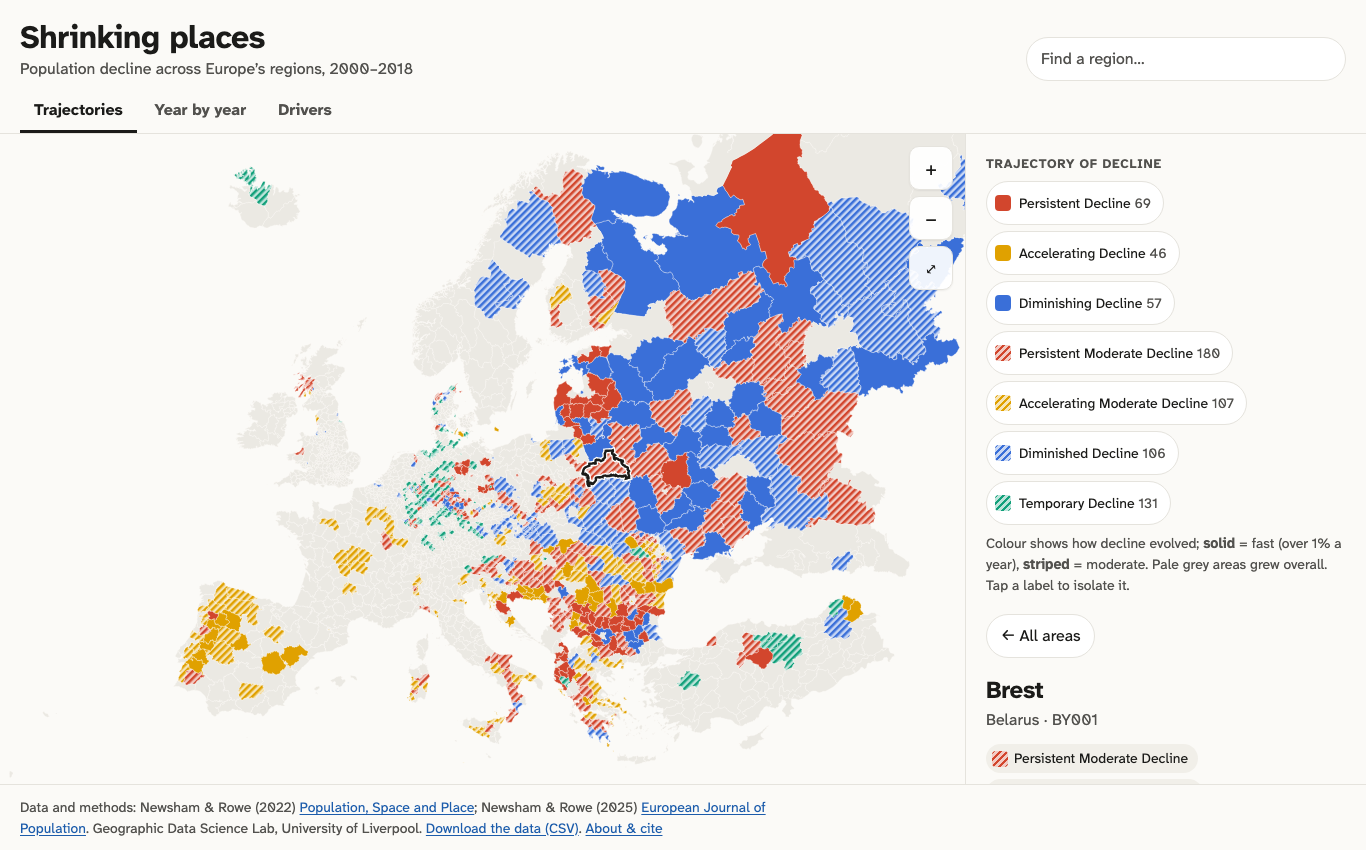 Shrinking places
Population decline across Europe's regions, 2000–2018
Find a region...
Trajectories
Year by year
Drivers
+
−
TRAJECTORY OF DECLINE
Persistent Decline 69
Accelerating Decline 46
Diminishing Decline 57
Persistent Moderate Decline 180
Accelerating Moderate Decline 107
Diminished Decline 106
Temporary Decline 131
Colour shows how decline evolved; solid = fast (over 1% a
year), striped = moderate. Pale grey areas grew overall.
Tap a label to isolate it.
← All areas
Brest
Belarus · BY001
Persistent Moderate Decline
Data and methods: Newsham & Rowe (2022) Population, Space and Place; Newsham & Rowe (2025) European Journal of
Population. Geographic Data Science Lab, University of Liverpool. Download the data (CSV). About & cite